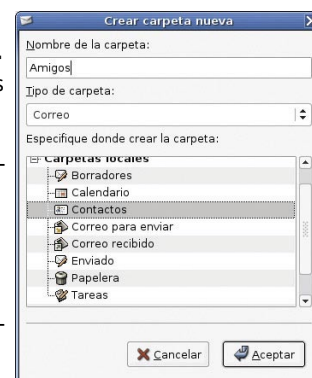 Crear carpeta nueva
Nombre de la carpeta:
Amigos
Tipo de carpeta:
Correo
Especifique donde crear la carpeta:
Carpetas locales
Borradores
Calendario
Contactos
Correo para enviar
Correo recibido
Enviado
Papelera
Tareas
Cancelar
Aceptar